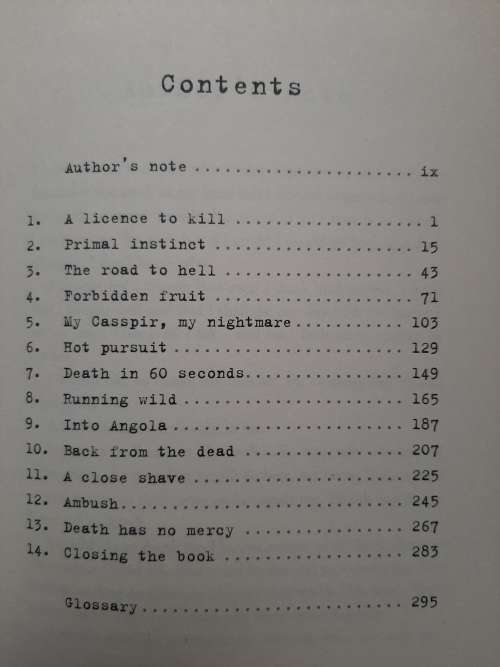 Contents
Author's note ...................... ix
1. A licence to kill ................... 1
2. Primal instinct .................... 15
3. The road to hell ................... 43
4. Forbidden fruit .................... 71
5. My Casspir, my nightmare........... 103
6. Hot pursuit ....................... 129
7. Death in 60 seconds................ 149
8. Running wild ...................... 165
9. Into Angola....................... 187
10. Back from the dead ................ 207
11. A close shave ..................... 225
12. Ambush............................ 245
13. Death has no mercy ................ 267
14. Closing the book .................. 283
Glossary.......................... 295